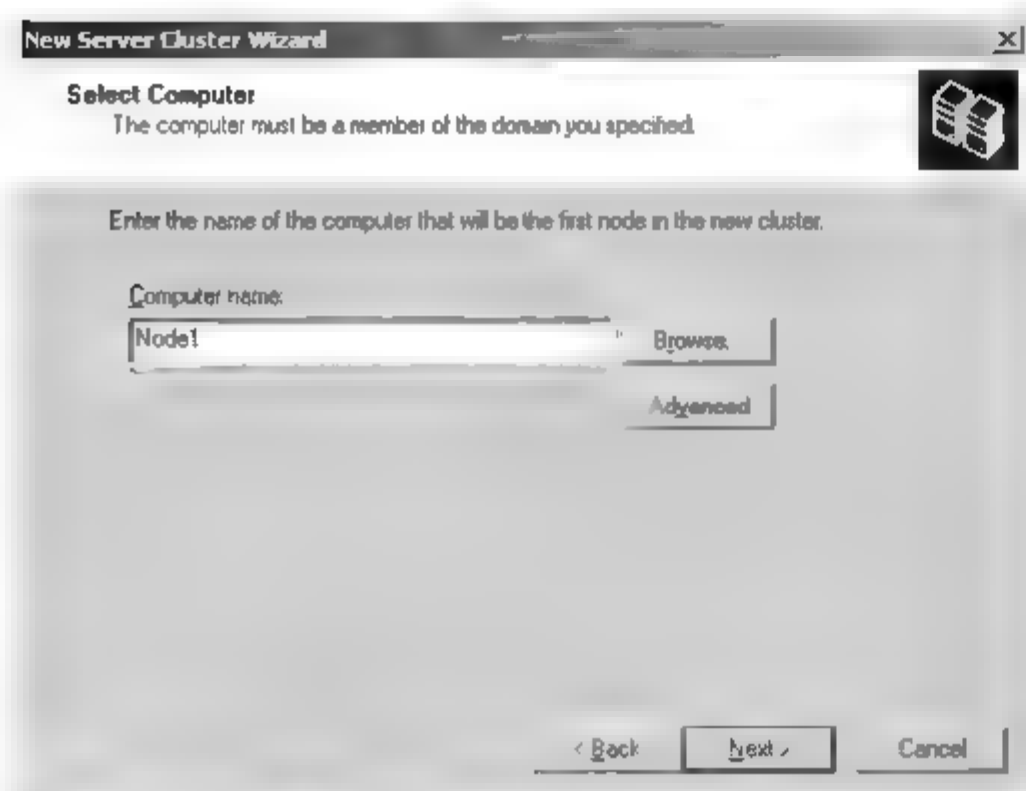 New Server Cluster Wizard
Select Computer
The computer must be a member of the domain you specified.
Enter the name of the computer that will be the first node in the new cluster.
Computer name:
Node1
Browse.
Advanced
< Back
Next >
Cancel